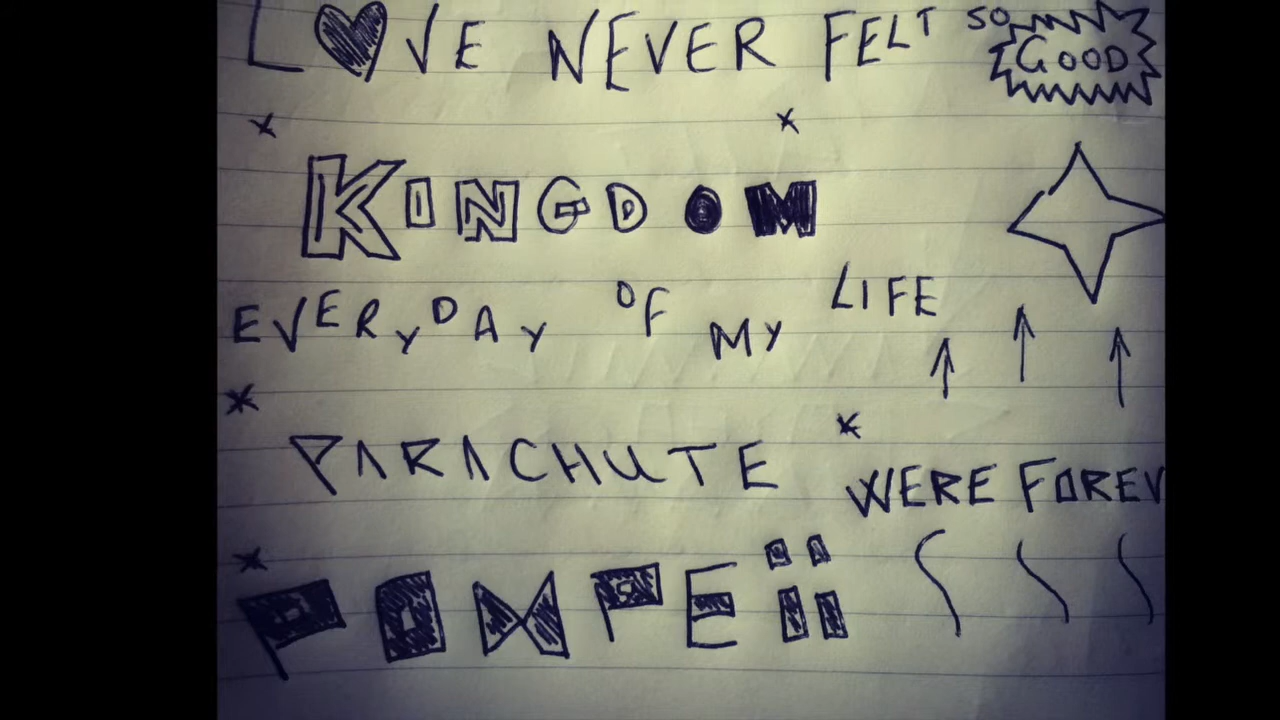 LOVE NEVER FELT SO GOOD
KINGDOM
EVERYDAY OF MY LIFE
PARACHUTE
WERE FOREV
POMPEii